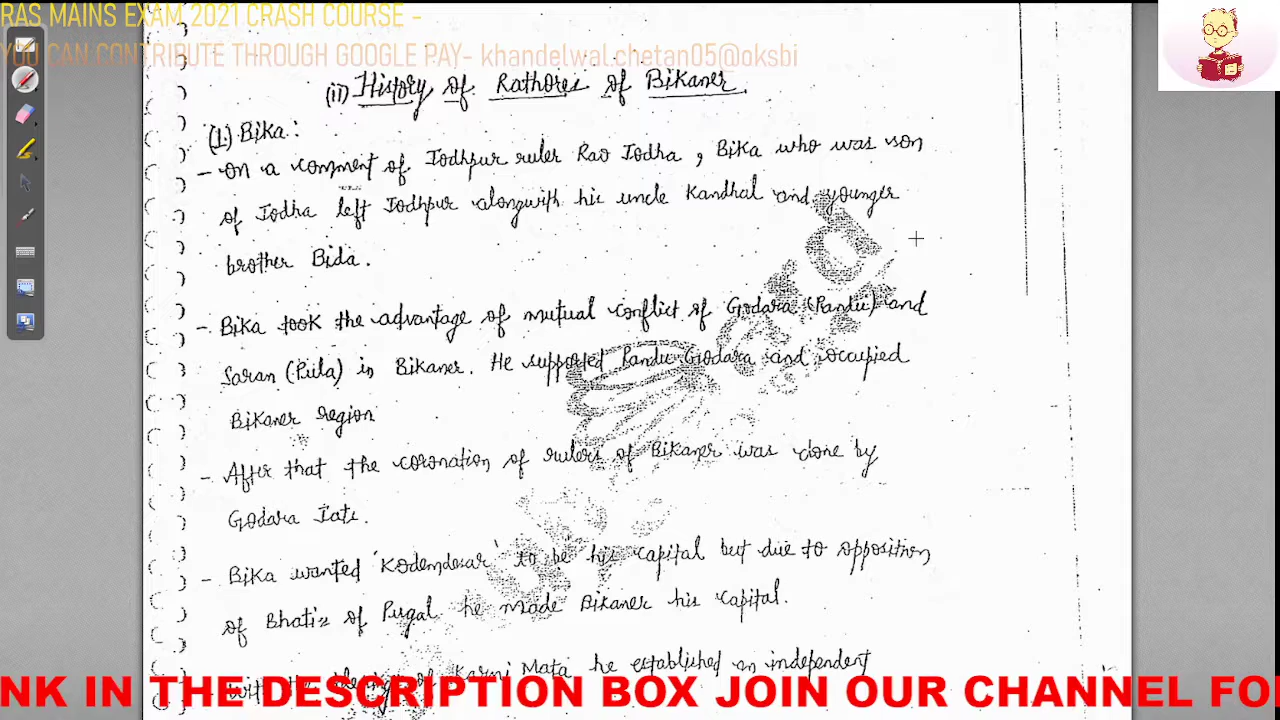 RAS MAINS EXAM 2021 CRASH COURSE -
YOU CAN CONTRIBUTE THROUGH GOOGLE PAY- khandelwal.chetan05@oksbi
(ii) History of Rathores of Bikaner
(1) Bika:
- On a comment of Jodhpur ruler Rao Jodha, Bika who was son
of Jodha left Jodhpur alongwith his uncle Kandhal and younger
brother Bida.
- Bika took the advantage of mutual conflict of Godara (Pandu) and
Saran (Pula) in Bikaner. He supported Pandu Godara and occupied
Bikaner region
- After that the coronation of rulers of Bikaner was done by
Godara Jats.
- Bika wanted 'Kodemdesar' to be his capital but due to opposition
of Bhatis of Pugal he made Bikaner his capital.
of Karni Mata he established an independent
NK IN THE DESCRIPTION BOX JOIN OUR CHANNEL FO